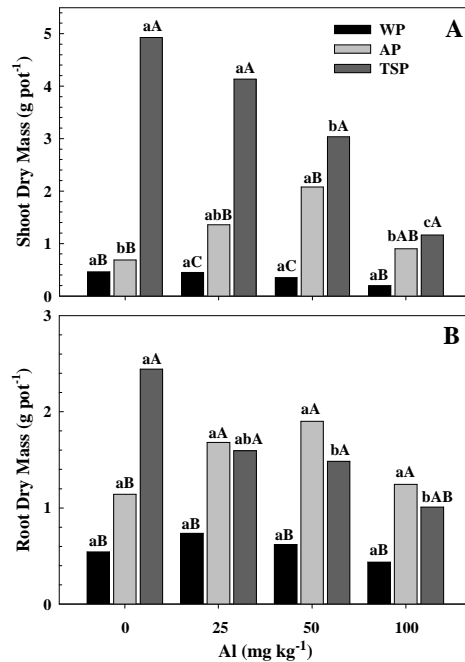 A
WP
AP
TSP
Shoot Dry Mass (g pot-1)
5
4
3
2
1
0
aB bB aA
aC abB aA
aC aB bA
aB bAB cA
B
Root Dry Mass (g pot-1)
3
2
1
0
aB aB aA
aB aA abA
aB aA bA
aB aA bAB
0 25 50 100
Al (mg kg-1)